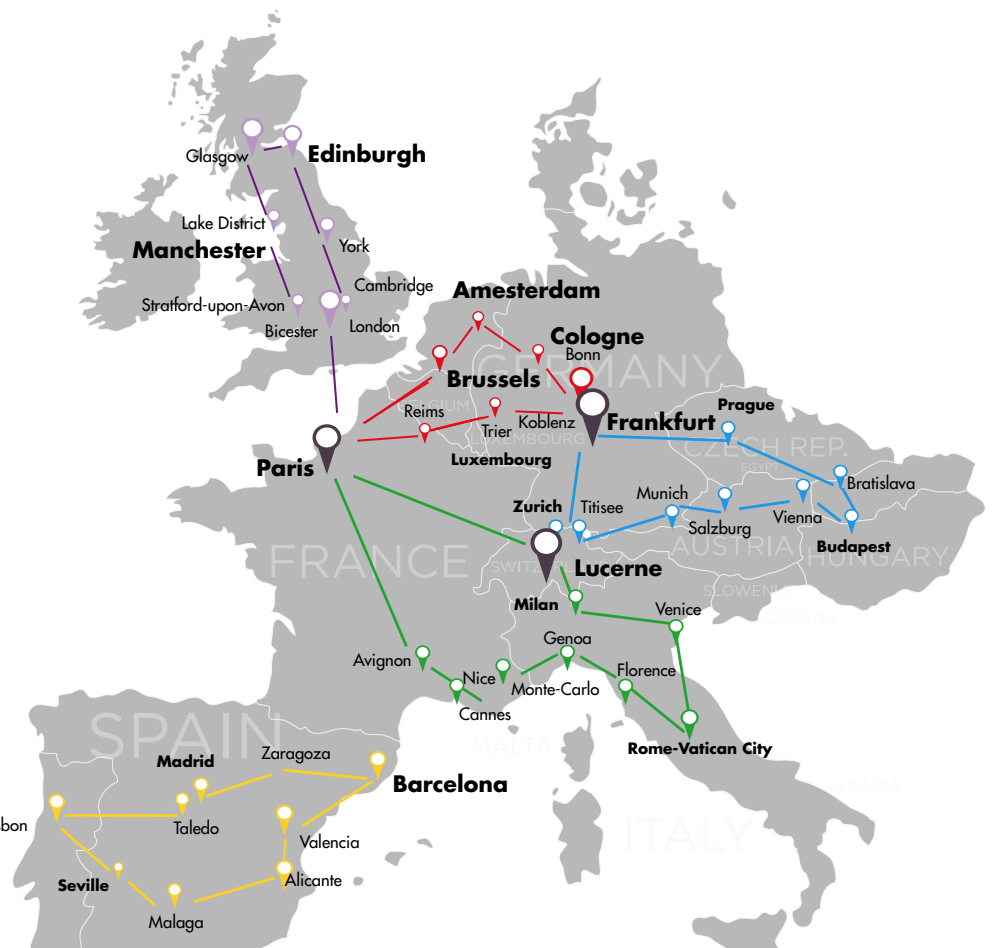 Glasgow
Edinburgh
Lake District
York
Manchester
Cambridge
Stratford-upon-Avon
Bicester
London
Amesterdam
Cologne
Bonn
GERMANY
Brussels
BELGIUM
Reims
Trier
Koblenz
Frankfurt
Prague
LUXEMBOURG
Luxembourg
CZECH REP.
EGYPT
Paris
Bratislava
Munich
Zurich
Titisee
Salzburg
Vienna
Budapest
AUSTRIA
HUNGARY
FRANCE
SWITZ
Lucerne
SLOWENIA
CROATIA
Milan
Venice
Genoa
Avignon
Nice
Monte-Carlo
Florence
Cannes
Rome-Vatican City
MALTA
SPAIN
Zaragoza
Madrid
Barcelona
ALBANIA
bon
Taledo
Valencia
ITALY
Seville
Alicante
Malaga